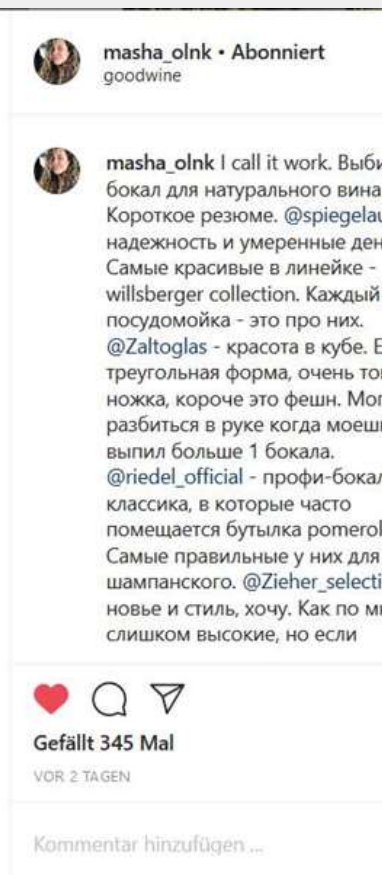 masha_olnk • Abonniert
goodwine
masha_olnk I call it work. Выби
бокал для натурального вина
Короткое резюме. @spiegelau
надежность и умеренные ден
Самые красивые в линейке -
willsberger collection. Каждый
посудомойка - это про них.
@Zaltoglas - красота в кубе. Е
треугольная форма, очень то
ножка, короче это фешн. Мог
разбиться в руке когда моеш
выпил больше 1 бокала.
@riedel_official - профи-бокал
классика, в которые часто
помещается бутылка pomerol
Самые правильные у них для
шампанского. @Zieher_selecti
новье и стиль, хочу. Как по м
слишком высокие, но если
Gefällt 345 Mal
VOR 2 TAGEN
Kommentar hinzufügen ...